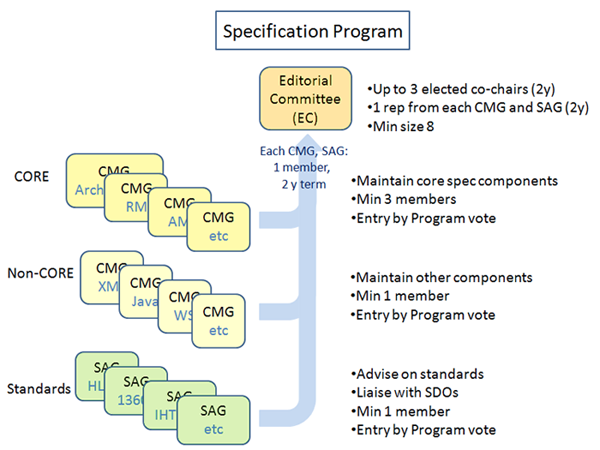 Specification Program
Editorial
Committee
(EC)
• Up to 3 elected co-chairs (2y)
• 1 rep from each CMG and SAG (2y)
• Min size 8
Each CMG, SAG:
1 member,
2 y term
CORE
CMG
Arch
CMG
RM
CMG
AM
CMG
etc
• Maintain core spec components
• Min 3 members
• Entry by Program vote
Non-CORE
CMG
XM
CMG
Java
CMG
WS
CMG
etc
• Maintain other components
• Min 1 member
• Entry by Program vote
Standards
SAG
HL
SAG
1360
SAG
IHT
SAG
etc
• Advise on standards
• Liaise with SDOs
• Min 1 member
• Entry by Program vote